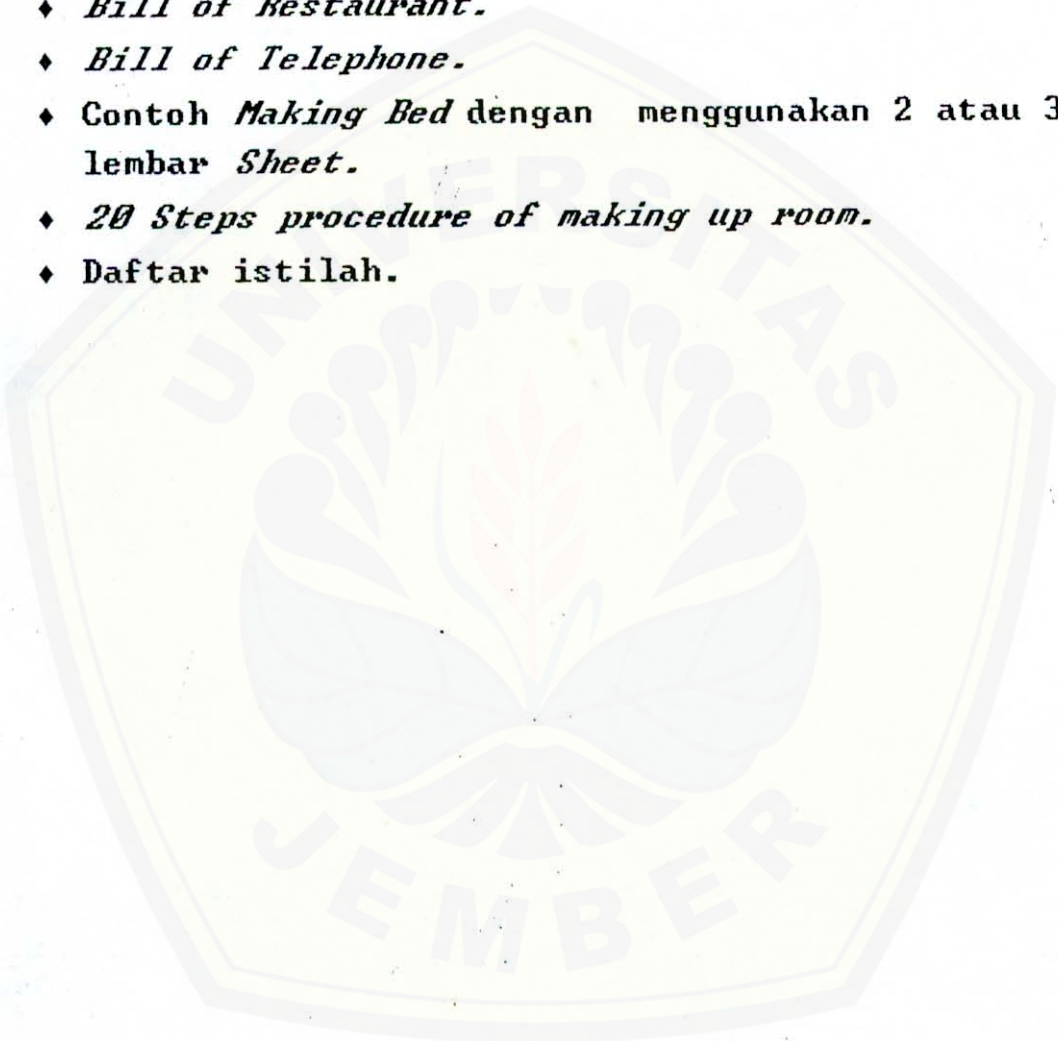 ♦ Bill of Restaurant.
♦ Bill of Telephone.
♦ Contoh Making Bed dengan menggunakan 2 atau 3
lembar Sheet.
♦ 20 Steps procedure of making up room.
♦ Daftar istilah.
UNIVERSITAS
JEMBER